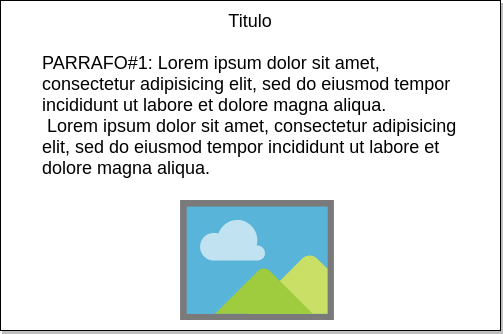 Titulo
PARRAFO#1: Lorem ipsum dolor sit amet,
consectetur adipisicing elit, sed do eiusmod tempor
incididunt ut labore et dolore magna aliqua.
Lorem ipsum dolor sit amet, consectetur adipisicing
elit, sed do eiusmod tempor incididunt ut labore et
dolore magna aliqua.